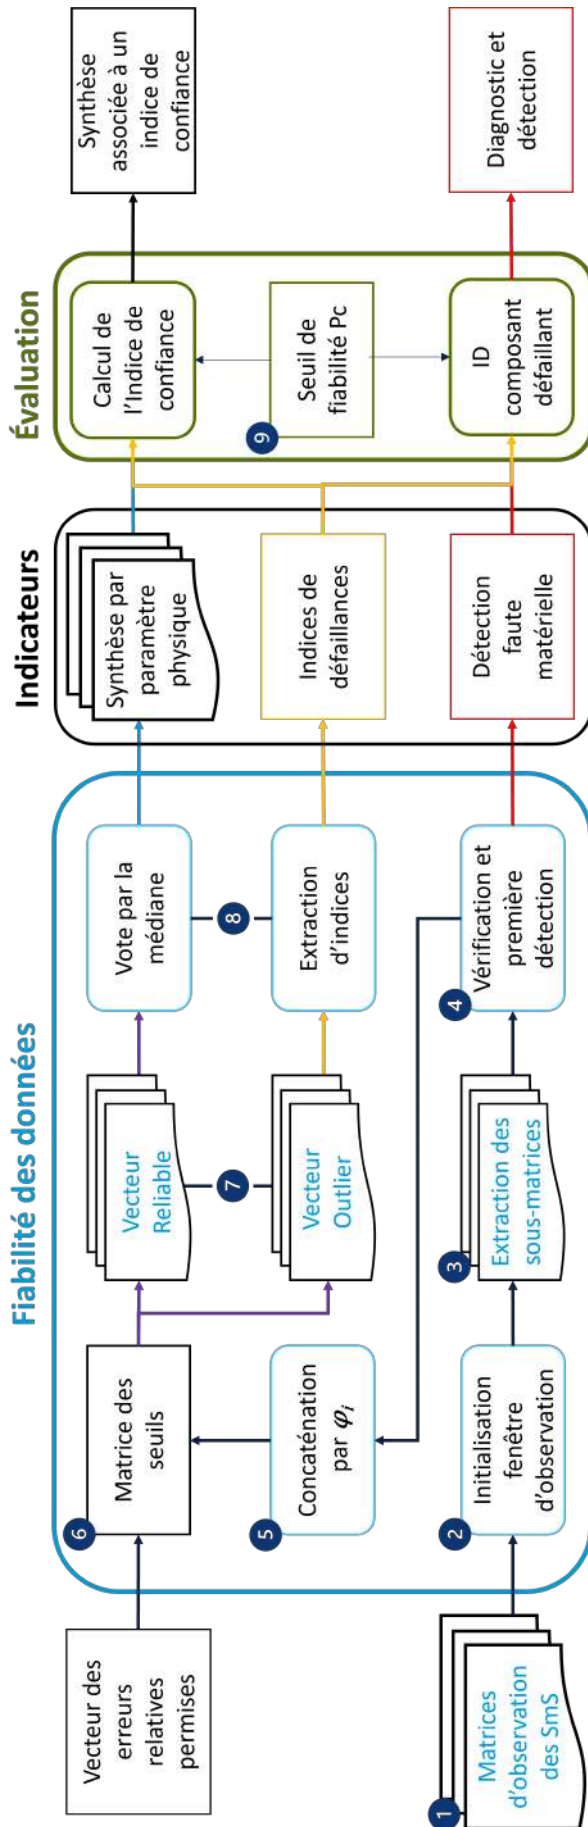 Fiabilité des données
Indicateurs
Évaluation
Vecteur des
erreurs
relatives
permises
6
Matrice des
seuils
Vecteur
Reliable
Vote par la
médiane
Synthèse par
paramètre
physique
Calcul de
l'Indice de
confiance
Synthèse
associée à un
indice de
confiance
5
Concaténation
par φi
7
Vecteur
Outlier
8
Extraction
d'indices
Indices de
défaillances
9
Seuil de
fiabilité Pc
1
Matrices
d'observation
des SmS
2
Initialisation
fenêtre
d'observation
3
Extraction des
sous-matrices
4
Vérification et
première
détection
Détection
faute
matérielle
ID
composant
défaillant
Diagnostic et
détection